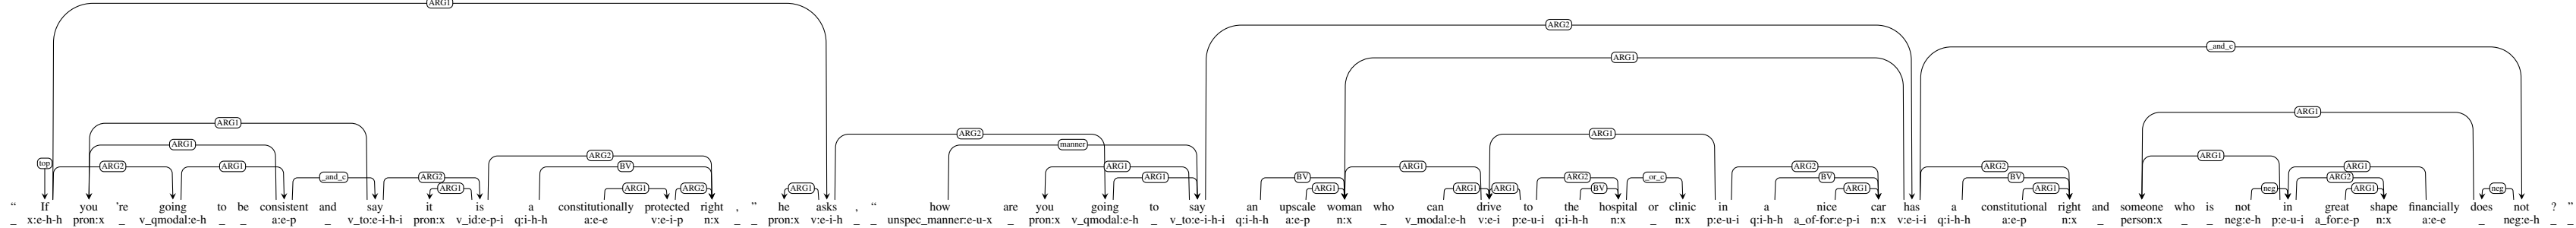 ARG1
ARG2
ARG1
_and_c
ARG1 ARG2 manner ARG1
ARG1 ARG2 ARG1 ARG1
top ARG2 ARG1 BV ARG1 ARG1 ARG1 ARG2 BV ARG2 ARG1
_and_c ARG2 ARG1 BV ARG2 BV BV ARG2
ARG1 ARG1 ARG2 ARG1 ARG1 ARG1 ARG1 BV _or_c ARG1 ARG1 neg ARG1 neg
“ If you 're going to be consistent and say it is a constitutionally protected right , ” he asks , “ how are you going to say an upscale woman who can drive to the hospital or clinic in a nice car has a constitutional right and someone who is not in great shape financially does not ? ”
_ x:e-h-h pron:x _ v_qmodal:e-h _ _ a:e-p _ v_to:e-i-h-i pron:x v_id:e-p-i q:i-h-h a:e-e v:e-i-p n:x _ _ pron:x v:e-i-h _ _ unspec_manner:e-u-x _ pron:x v_qmodal:e-h _ v_to:e-i-h-i q:i-h-h a:e-p n:x _ v_modal:e-h v:e-i p:e-u-i q:i-h-h n:x _ n:x p:e-u-i q:i-h-h a_of-for:e-p-i n:x v:e-i-i q:i-h-h a:e-p n:x _ person:x _ _ neg:e-h p:e-u-i a_for:e-p n:x a:e-e _ neg:e-h _ _